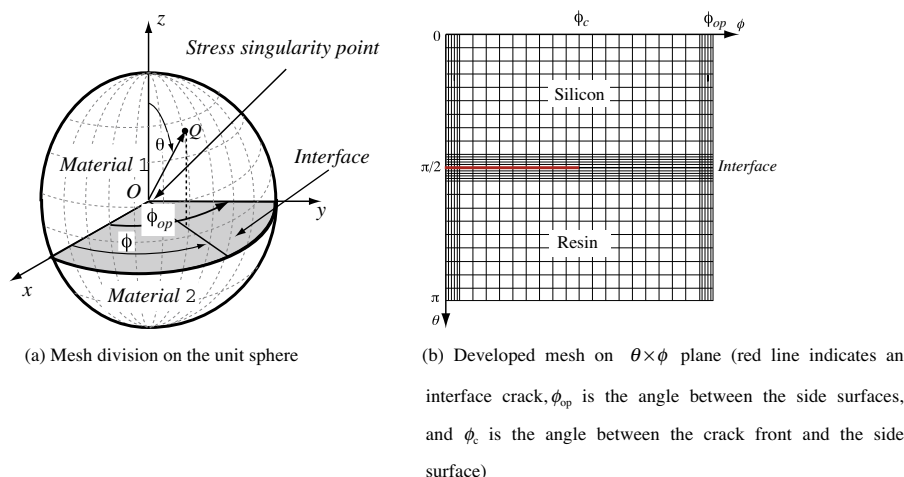 z
Stress singularity point
Q
θ
Material 1
Interface
O
ϕop
y
ϕ
x
Material 2
(a) Mesh division on the unit sphere
ϕc
ϕop
ϕ
0
Silicon
π/2
Interface
Resin
π
θ
(b) Developed mesh on θ×ϕ plane (red line indicates an
interface crack, ϕop is the angle between the side surfaces,
and ϕc is the angle between the crack front and the side
surface)